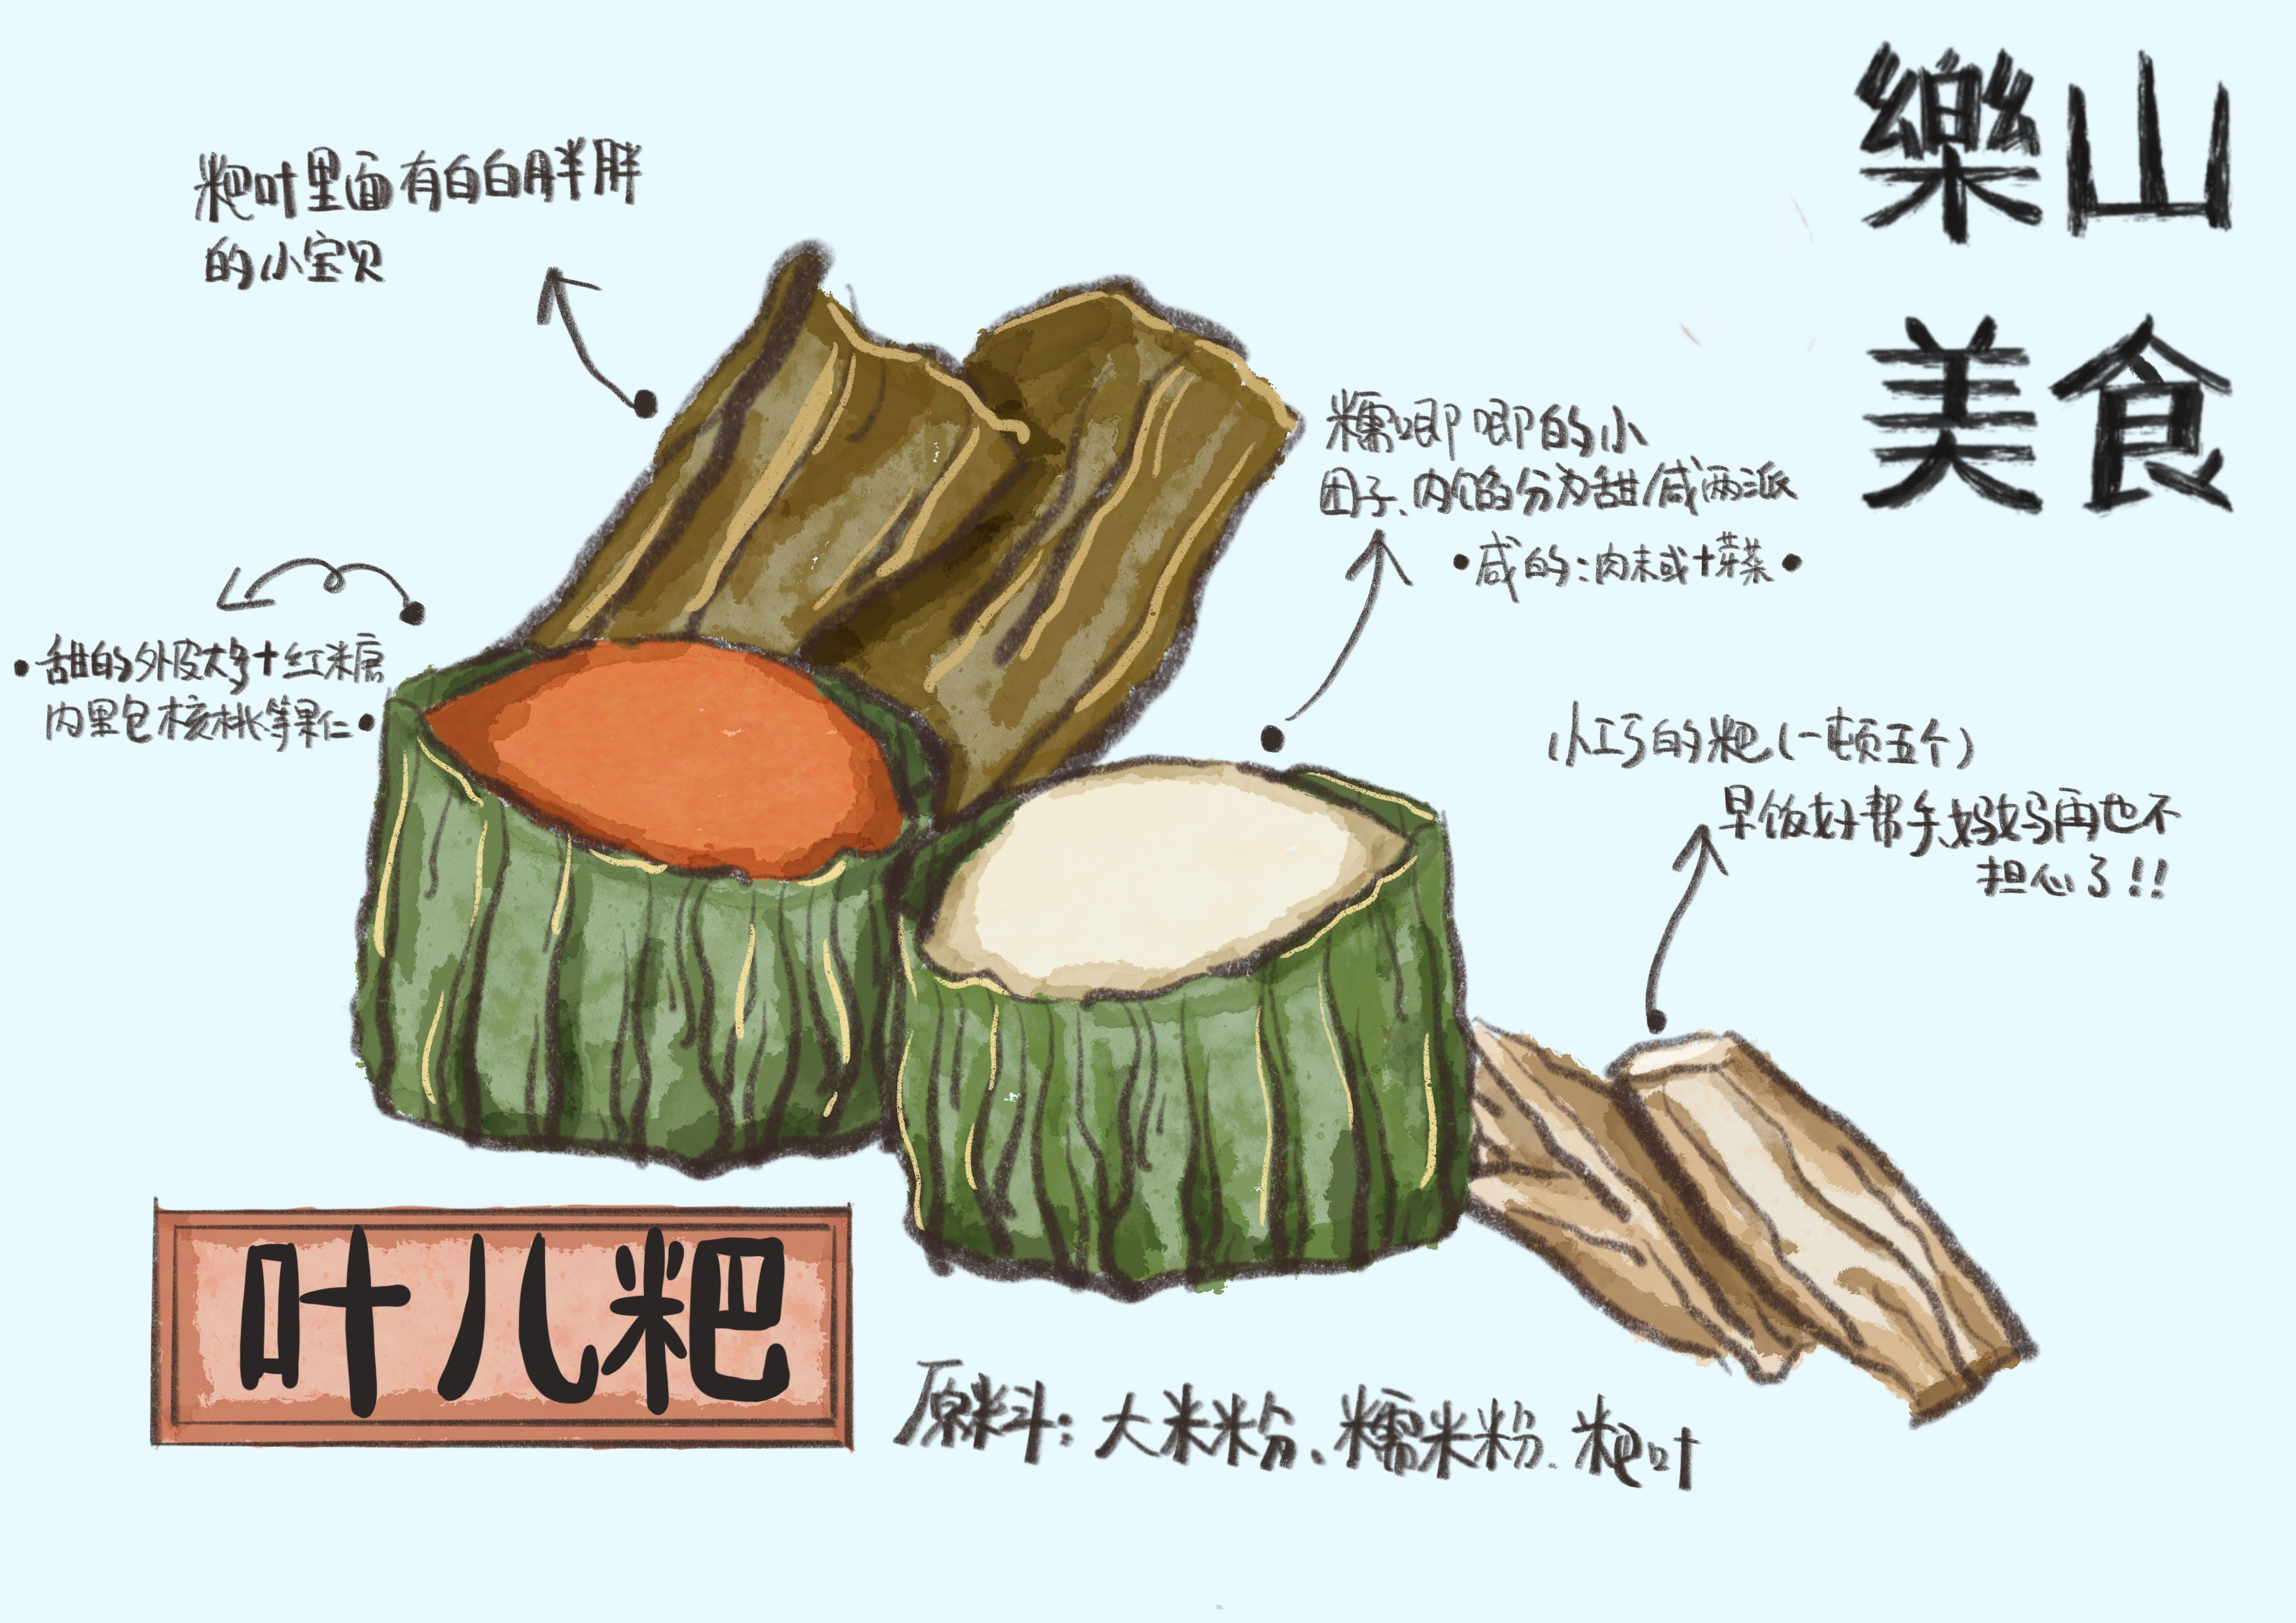 樂山
美食
粑叶里面有白白胖胖
的小宝贝
糯唧唧的小
团子、内馅分为甜/咸两派
•咸的:肉末或+芽菜•
•甜的外皮大多+红米糖
内里包核桃等果仁•
小巧的粑(一顿五个)
早饭好帮手,妈妈再也不
担心了!!
叶儿粑
原料:大米粉、糯米粉、粑叶